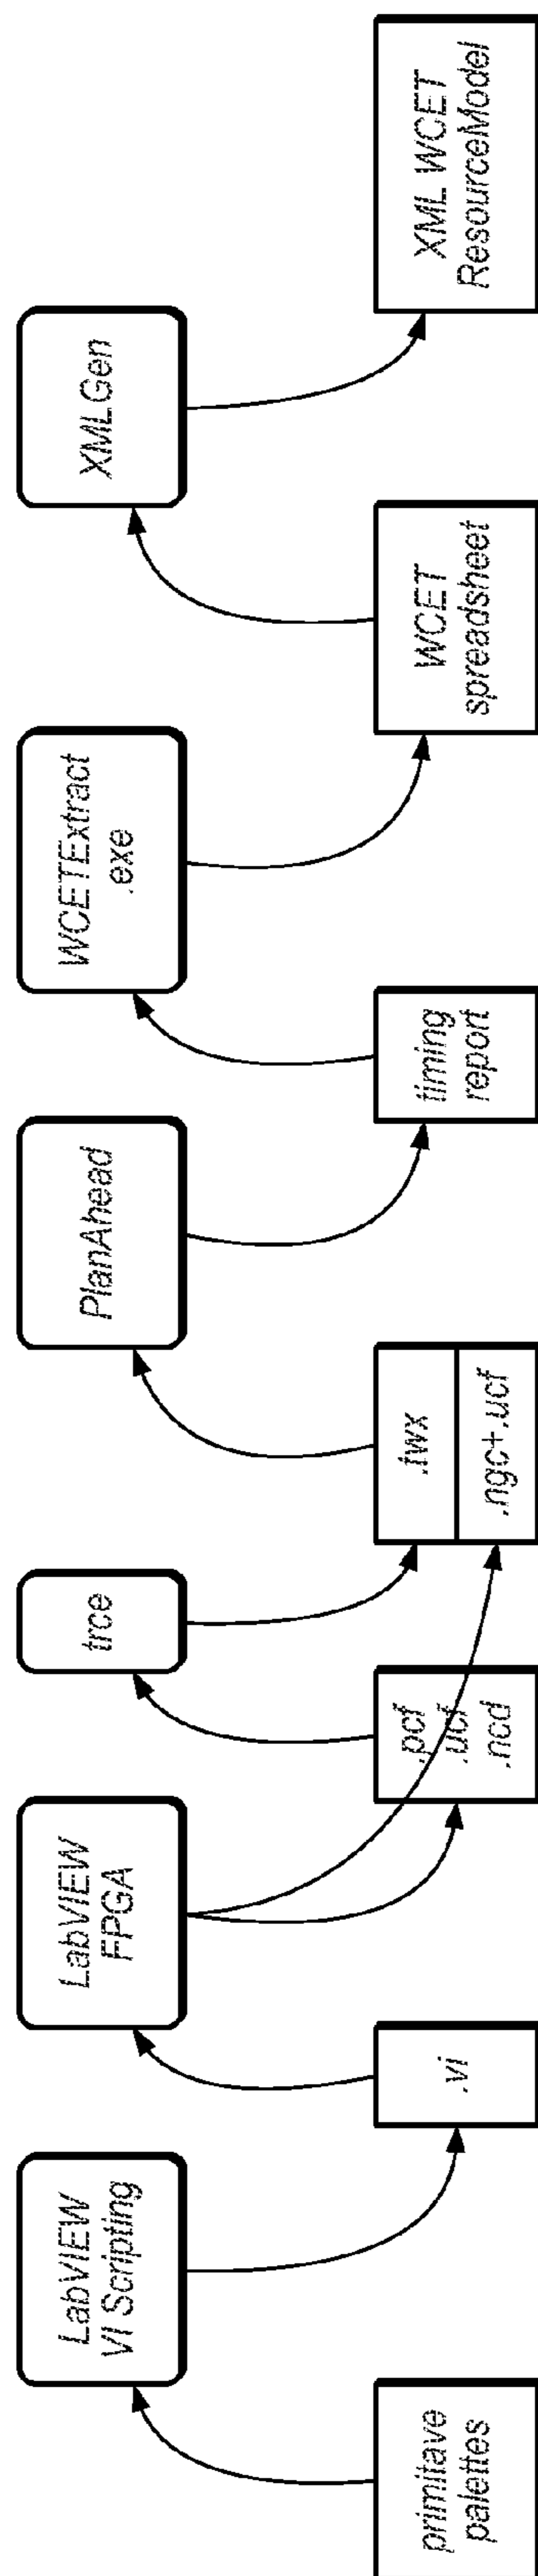 primitave
palettes
LabVIEW
VI Scripting
.vi
LabVIEW
FPGA
.pcf
.ucf
.ncd
trce
.twx
.ngc+.ucf
PlanAhead
timing
report
WCETExtract
.exe
WCET
spreadsheet
XMLGen
XML WCET
ResourceModel